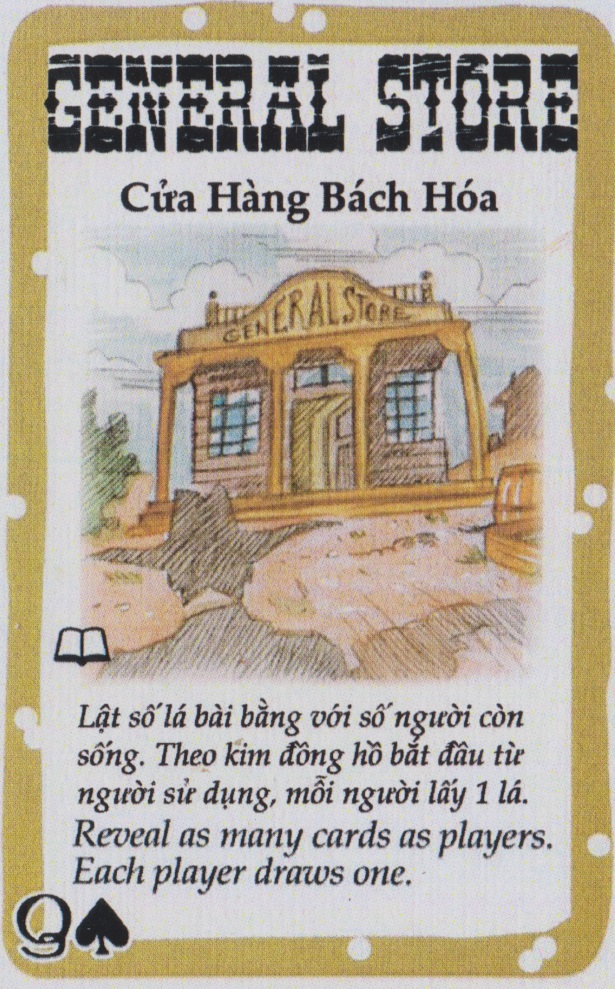 GENERAL STORE
Cửa Hàng Bách Hóa
GENERAL STORE
Lật số lá bài bằng với số người còn
sống. Theo kim đồng hồ bắt đầu từ
người sử dụng, mỗi người lấy 1 lá.
Reveal as many cards as players.
Each player draws one.
Q♠